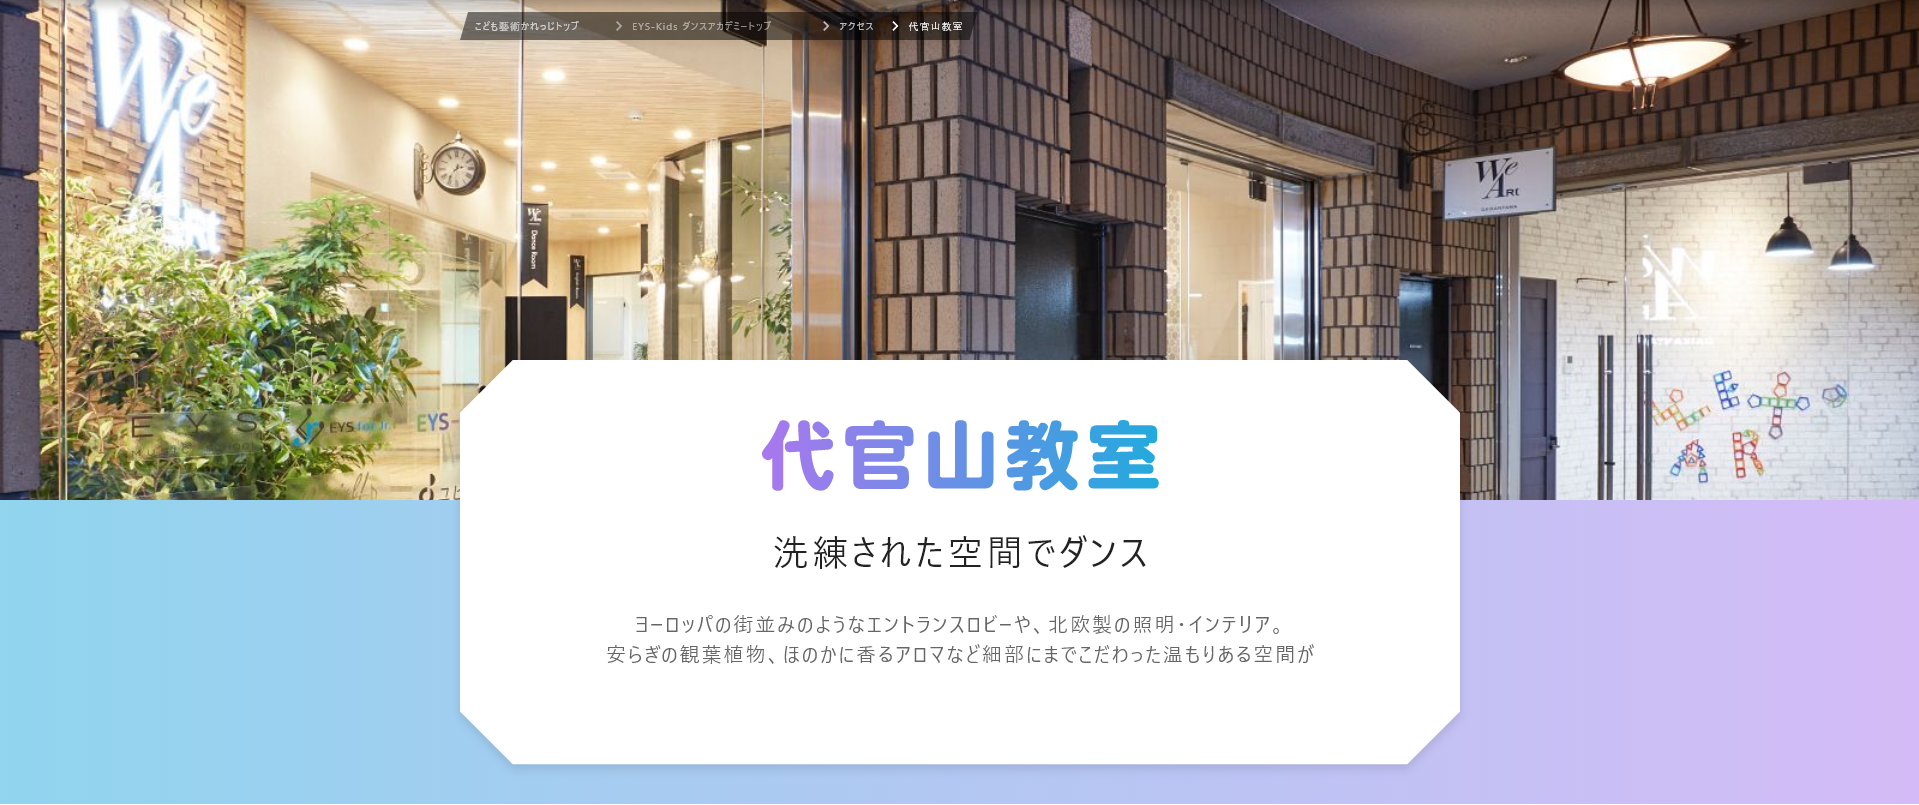 こども藝術かれっじトップ EYS-Kids ダンスアカデミートップ アクセス 代官山教室
We Art
We Art
Dance Room
We Art
EYS
EYS for Jr.
EYS-
代官山教室
洗練された空間でダンス
ヨーロッパの街並みのようなエントランスロビーや、北欧製の照明・インテリア。
安らぎの観葉植物、ほのかに香るアロマなど細部にまでこだわった温もりある空間が